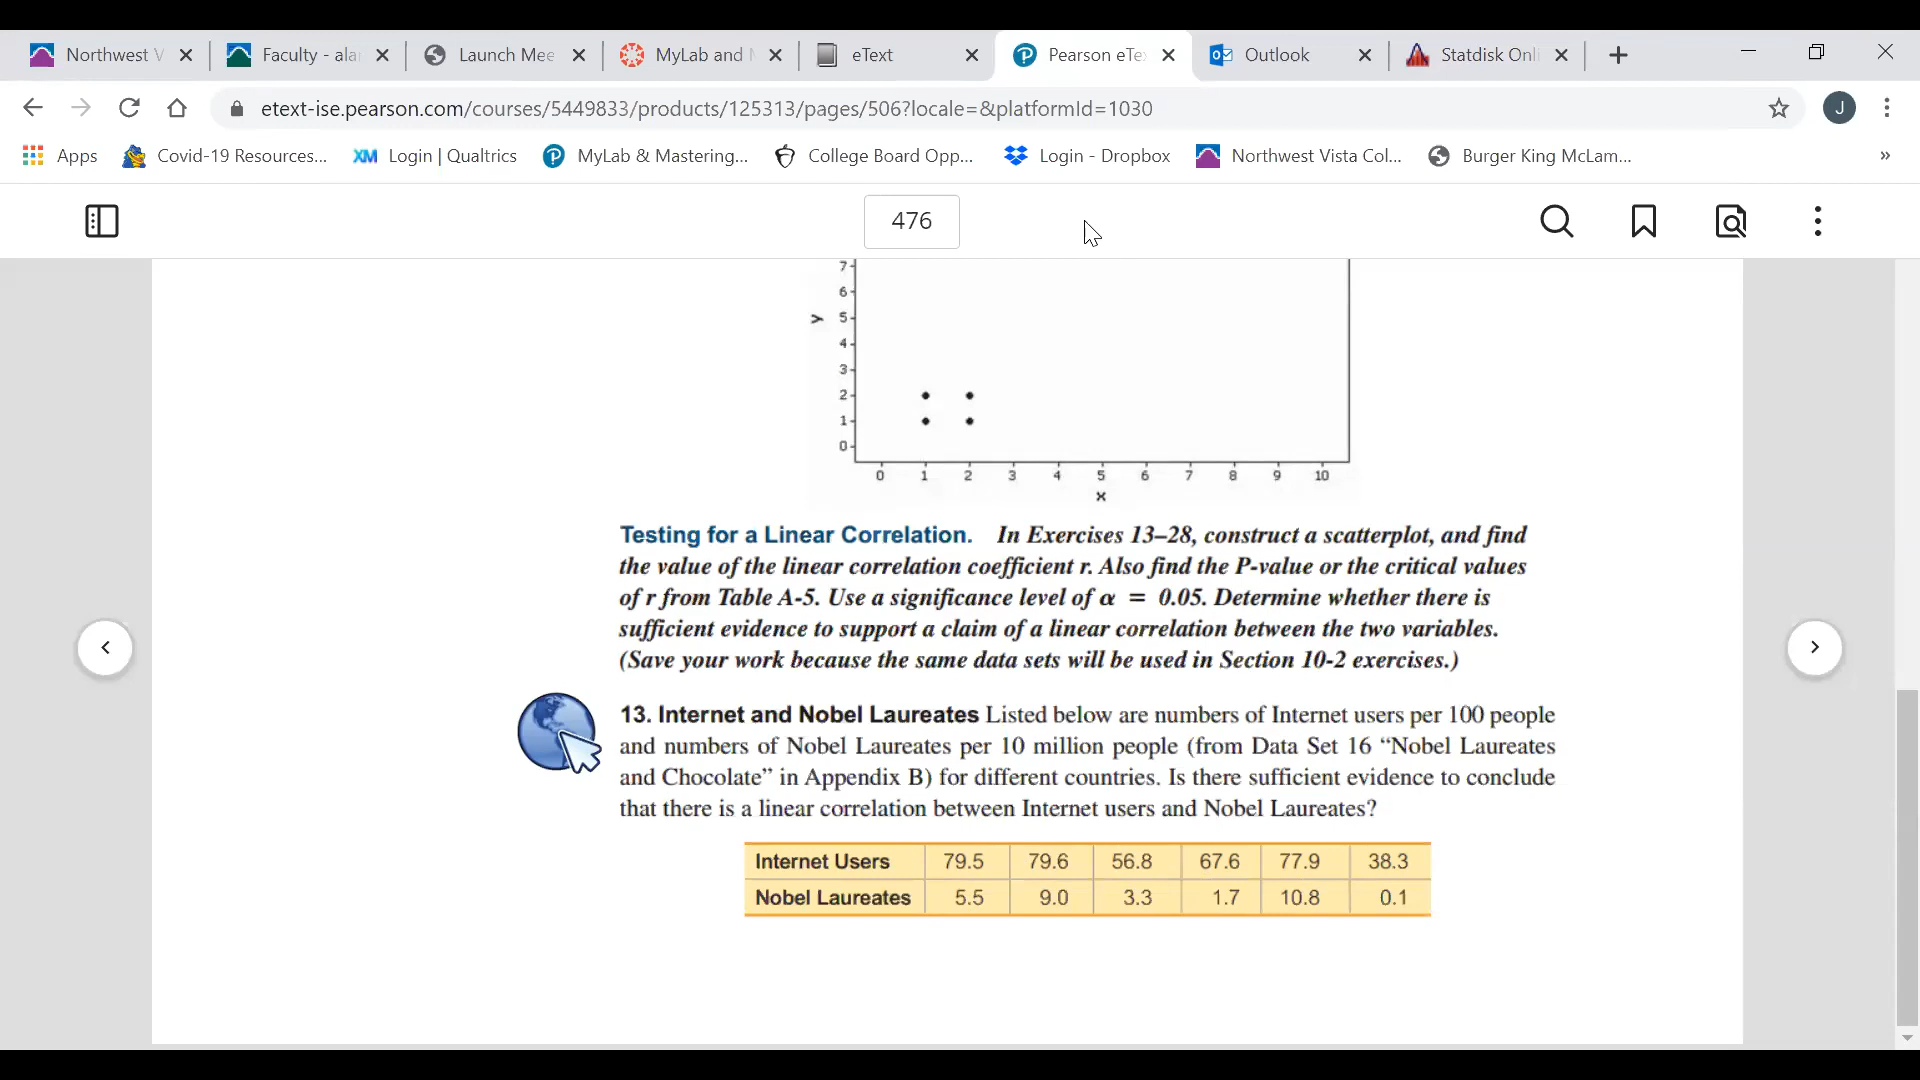 Northwest V
Faculty - ala
Launch Mee
MyLab and M
eText
Pearson eTex
Outlook
Statdisk Onli
etext-ise.pearson.com/courses/5449833/products/125313/pages/506?locale=&platformId=1030
J
Apps
Covid-19 Resources...
XM Login | Qualtrics
MyLab & Mastering...
College Board Opp...
Login - Dropbox
Northwest Vista Col...
Burger King McLam...
»
476
7
6
y 5
4
3
2
1
0
0 1 2 3 4 5 6 7 8 9 10
x
Testing for a Linear Correlation. In Exercises 13–28, construct a scatterplot, and find
the value of the linear correlation coefficient r. Also find the P-value or the critical values
of r from Table A-5. Use a significance level of α = 0.05. Determine whether there is
sufficient evidence to support a claim of a linear correlation between the two variables.
(Save your work because the same data sets will be used in Section 10-2 exercises.)
13. Internet and Nobel Laureates Listed below are numbers of Internet users per 100 people
and numbers of Nobel Laureates per 10 million people (from Data Set 16 “Nobel Laureates
and Chocolate” in Appendix B) for different countries. Is there sufficient evidence to conclude
that there is a linear correlation between Internet users and Nobel Laureates?
Internet Users 79.5 79.6 56.8 67.6 77.9 38.3
Nobel Laureates 5.5 9.0 3.3 1.7 10.8 0.1